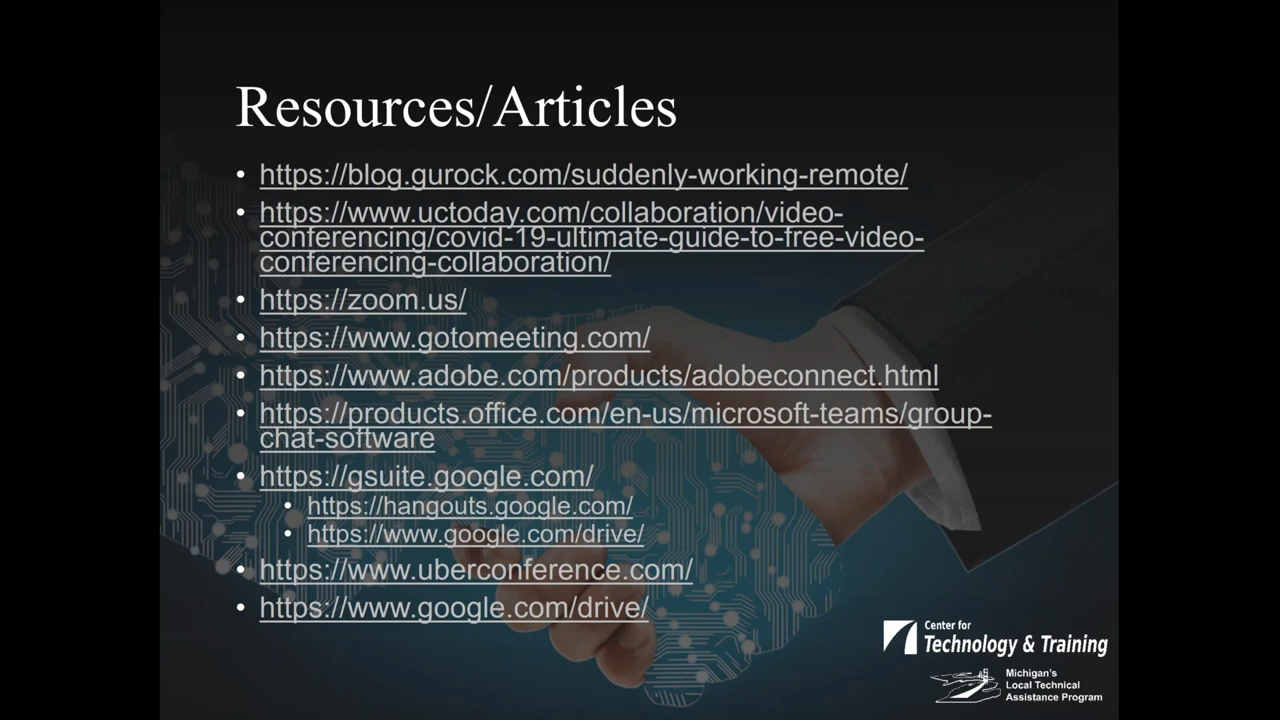 Resources/Articles
• https://blog.gurock.com/suddenly-working-remote/
• https://www.uctoday.com/collaboration/video-
conferencing/covid-19-ultimate-guide-to-free-video-
conferencing-collaboration/
• https://zoom.us/
• https://www.gotomeeting.com/
• https://www.adobe.com/products/adobeconnect.html
• https://products.office.com/en-us/microsoft-teams/group-
chat-software
• https://gsuite.google.com/
• https://hangouts.google.com/
• https://www.google.com/drive/
• https://www.uberconference.com/
• https://www.google.com/drive/
Center for
Technology & Training
Michigan's
Local Technical
Assistance Program